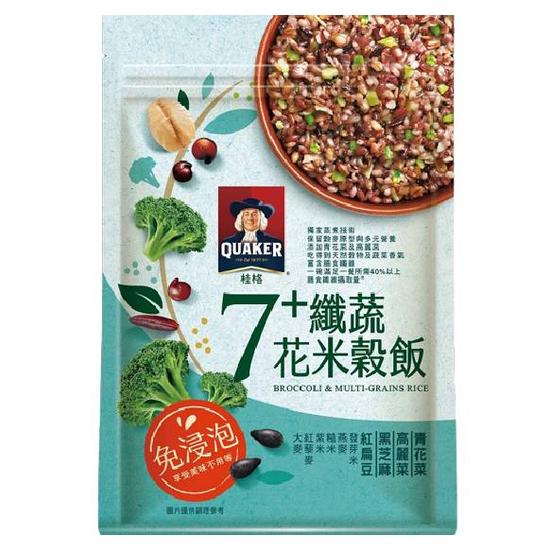 QUAKER
桂格
獨家蒸煮技術
保留穀麥原型與多元營養
添加青花菜及高麗菜
吃得到天然穀物及蔬菜香氣
富含膳食纖維
一碗滿足一餐所需40%以上
膳食纖維攝取量*
7+纖蔬
花米穀飯
BROCCOLI & MULTI-GRAINS RICE
免浸泡
享受美味不用等
青花菜
高麗菜
黑芝麻
紅扁豆
發芽米
燕麥
糙米
紫米
紅藜麥
大麥
圖片僅供調理參考